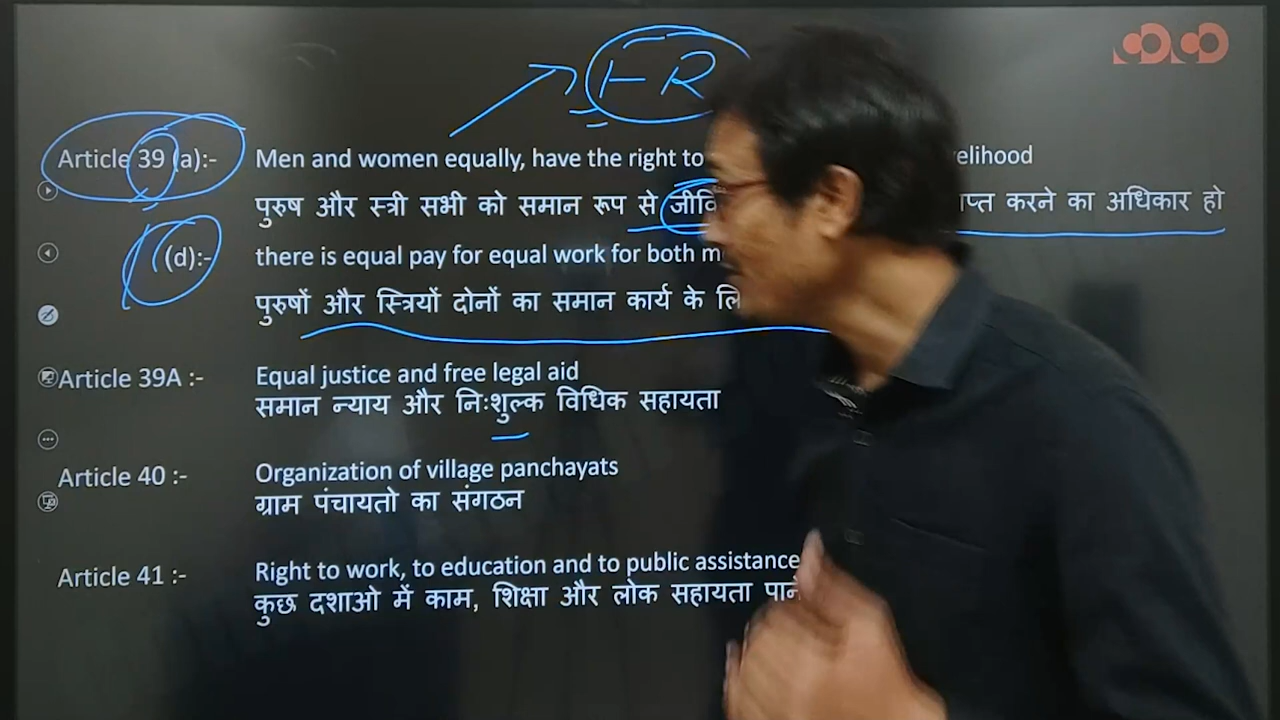 FR
Article 39 (a):- Men and women equally, have the right to
पुरुष और स्त्री सभी को समान रूप से करने का अधिकार हो
(d):- there is equal pay for equal work for both
पुरुषों और स्त्रियों दोनों का समान कार्य के
Article 39A :- Equal justice and free legal aid
समान न्याय और निःशुल्क विधिक सहायता
Article 40 :- Organization of village panchayats
ग्राम पंचायतो का संगठन
Article 41 :- Right to work, to education and to public assistance
कुछ दशाओ में काम, शिक्षा और लोक सहायता